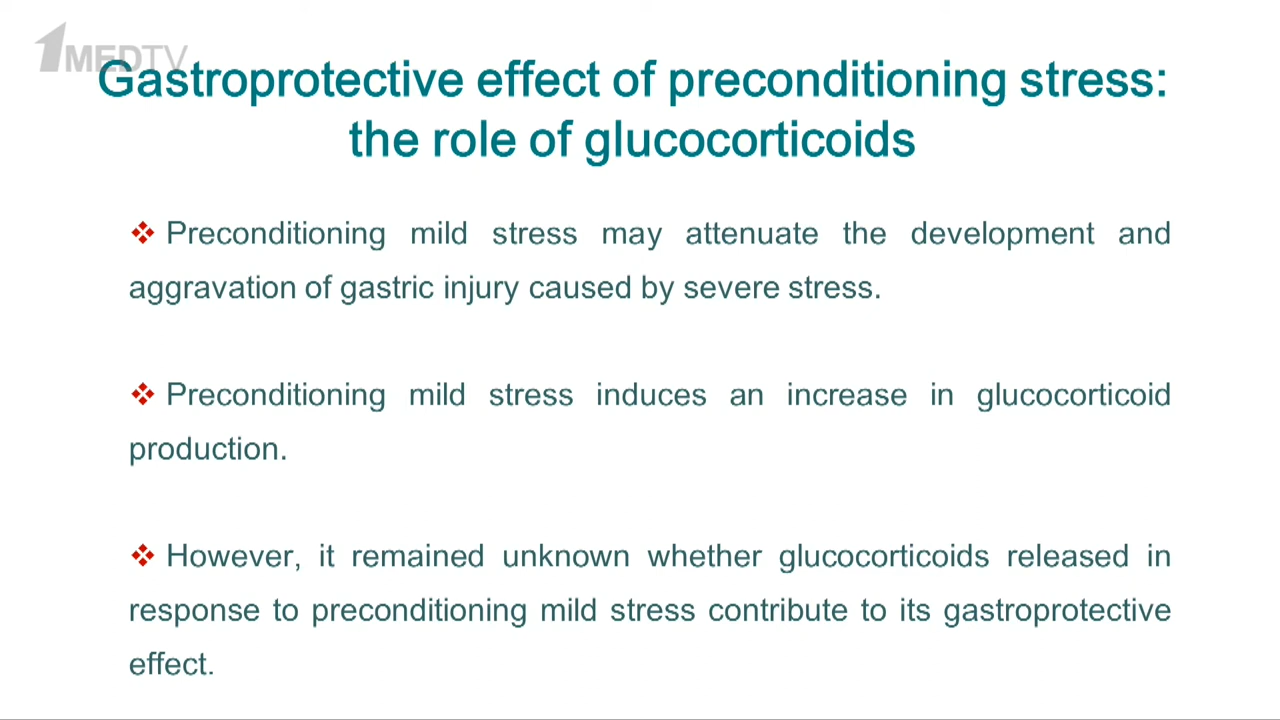 1MEDTV
Gastroprotective effect of preconditioning stress:
the role of glucocorticoids
❖ Preconditioning mild stress may attenuate the development and
aggravation of gastric injury caused by severe stress.
❖ Preconditioning mild stress induces an increase in glucocorticoid
production.
❖ However, it remained unknown whether glucocorticoids released in
response to preconditioning mild stress contribute to its gastroprotective
effect.